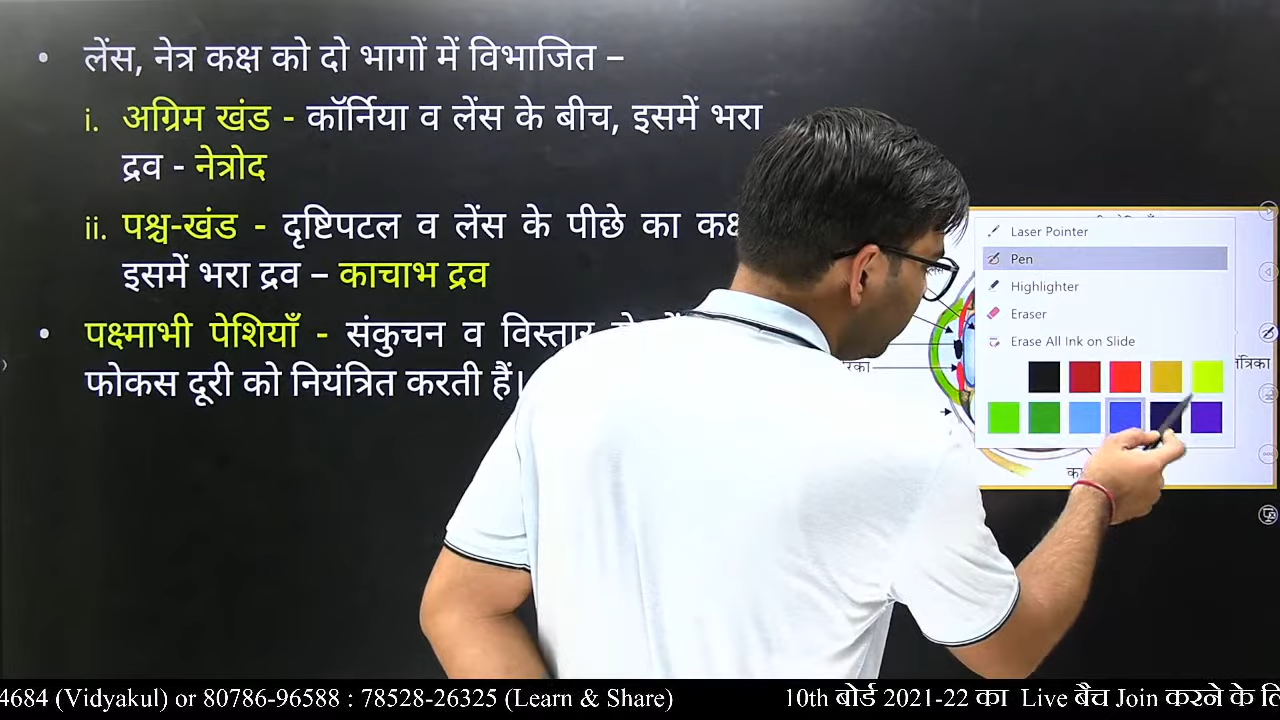 • लेंस, नेत्र कक्ष को दो भागों में विभाजित –
i. अग्रिम खंड - कॉर्निया व लेंस के बीच, इसमें भरा
द्रव - नेत्रोद
ii. पश्च-खंड - दृष्टिपटल व लेंस के पीछे का
इसमें भरा द्रव – काचाभ द्रव
• पक्ष्माभी पेशियाँ - संकुचन व विस्तार
फोकस दूरी को नियंत्रित करती हैं।
Laser Pointer
Pen
Highlighter
Eraser
Erase All Ink on Slide
4684 (Vidyakul) or 80786-96588 : 78528-26325 (Learn & Share) 10th बोर्ड 2021-22 का Live बैच Join करने के